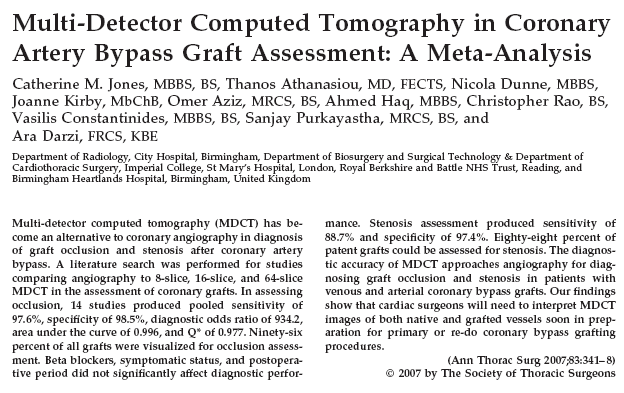 Multi-Detector Computed Tomography in Coronary
Artery Bypass Graft Assessment: A Meta-Analysis
Catherine M. Jones, MBBS, BS, Thanos Athanasiou, MD, FECTS, Nicola Dunne, MBBS,
Joanne Kirby, MbChB, Omer Aziz, MRCS, BS, Ahmed Haq, MBBS, Christopher Rao, BS,
Vasilis Constantinides, MBBS, BS, Sanjay Purkayastha, MRCS, BS, and
Ara Darzi, FRCS, KBE
Department of Radiology, City Hospital, Birmingham, Department of Biosurgery and Surgical Technology & Department of
Cardiothoracic Surgery, Imperial College, St Mary's Hospital, London, Royal Berkshire and Battle NHS Trust, Reading, and
Birmingham Heartlands Hospital, Birmingham, United Kingdom
Multi-detector computed tomography (MDCT) has be-
come an alternative to coronary angiography in diagnosis
of graft occlusion and stenosis after coronary artery
bypass. A literature search was performed for studies
comparing angiography to 8-slice, 16-slice, and 64-slice
MDCT in the assessment of coronary grafts. In assessing
occlusion, 14 studies produced pooled sensitivity of
97.6%, specificity of 98.5%, diagnostic odds ratio of 934.2,
area under the curve of 0.996, and Q* of 0.977. Ninety-six
percent of all grafts were visualized for occlusion assess-
ment. Beta blockers, symptomatic status, and postopera-
tive period did not significantly affect diagnostic perfor-
mance. Stenosis assessment produced sensitivity of
88.7% and specificity of 97.4%. Eighty-eight percent of
patent grafts could be assessed for stenosis. The diagnos-
tic accuracy of MDCT approaches angiography for diag-
nosing graft occlusion and stenosis in patients with
venous and arterial coronary bypass grafts. Our findings
show that cardiac surgeons will need to interpret MDCT
images of both native and grafted vessels soon in prep-
aration for primary or re-do coronary bypass grafting
procedures.
(Ann Thorac Surg 2007;83:341–8)
© 2007 by The Society of Thoracic Surgeons